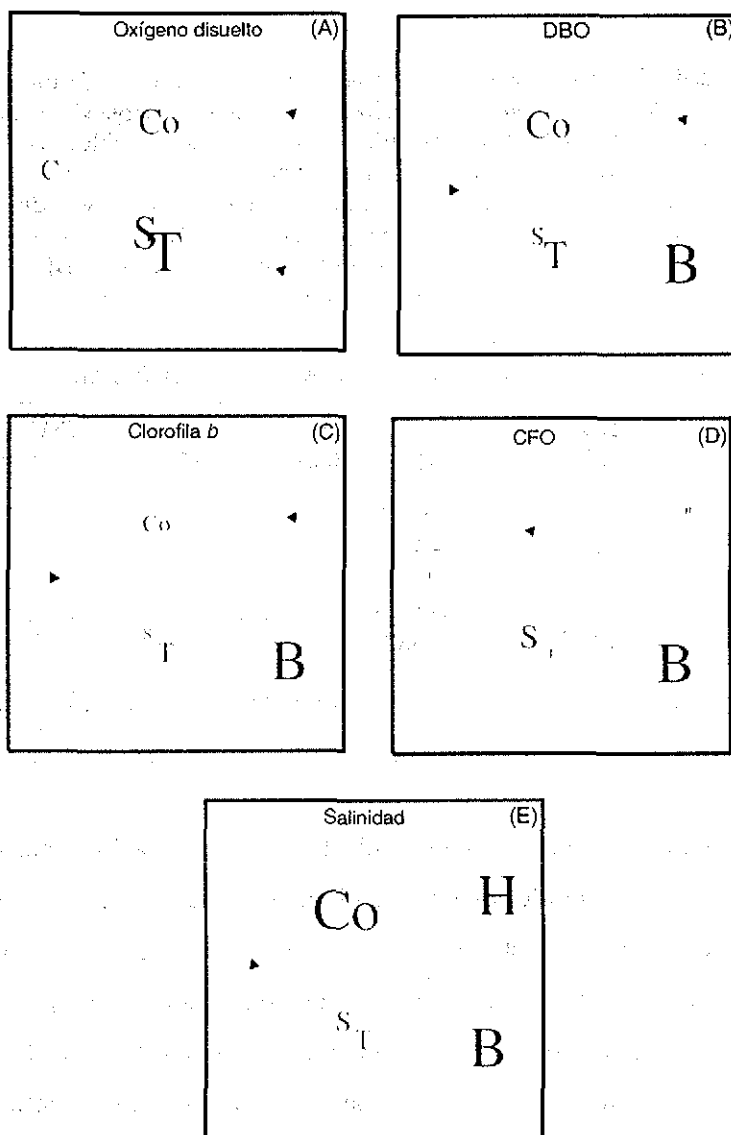 Oxígeno disuelto (A)
Co
C
S
T
DBO (B)
Co
S
T
B
Clorofila b (C)
Co
S
T
B
CFO (D)
S
B
Salinidad (E)
Co
H
S
T
B